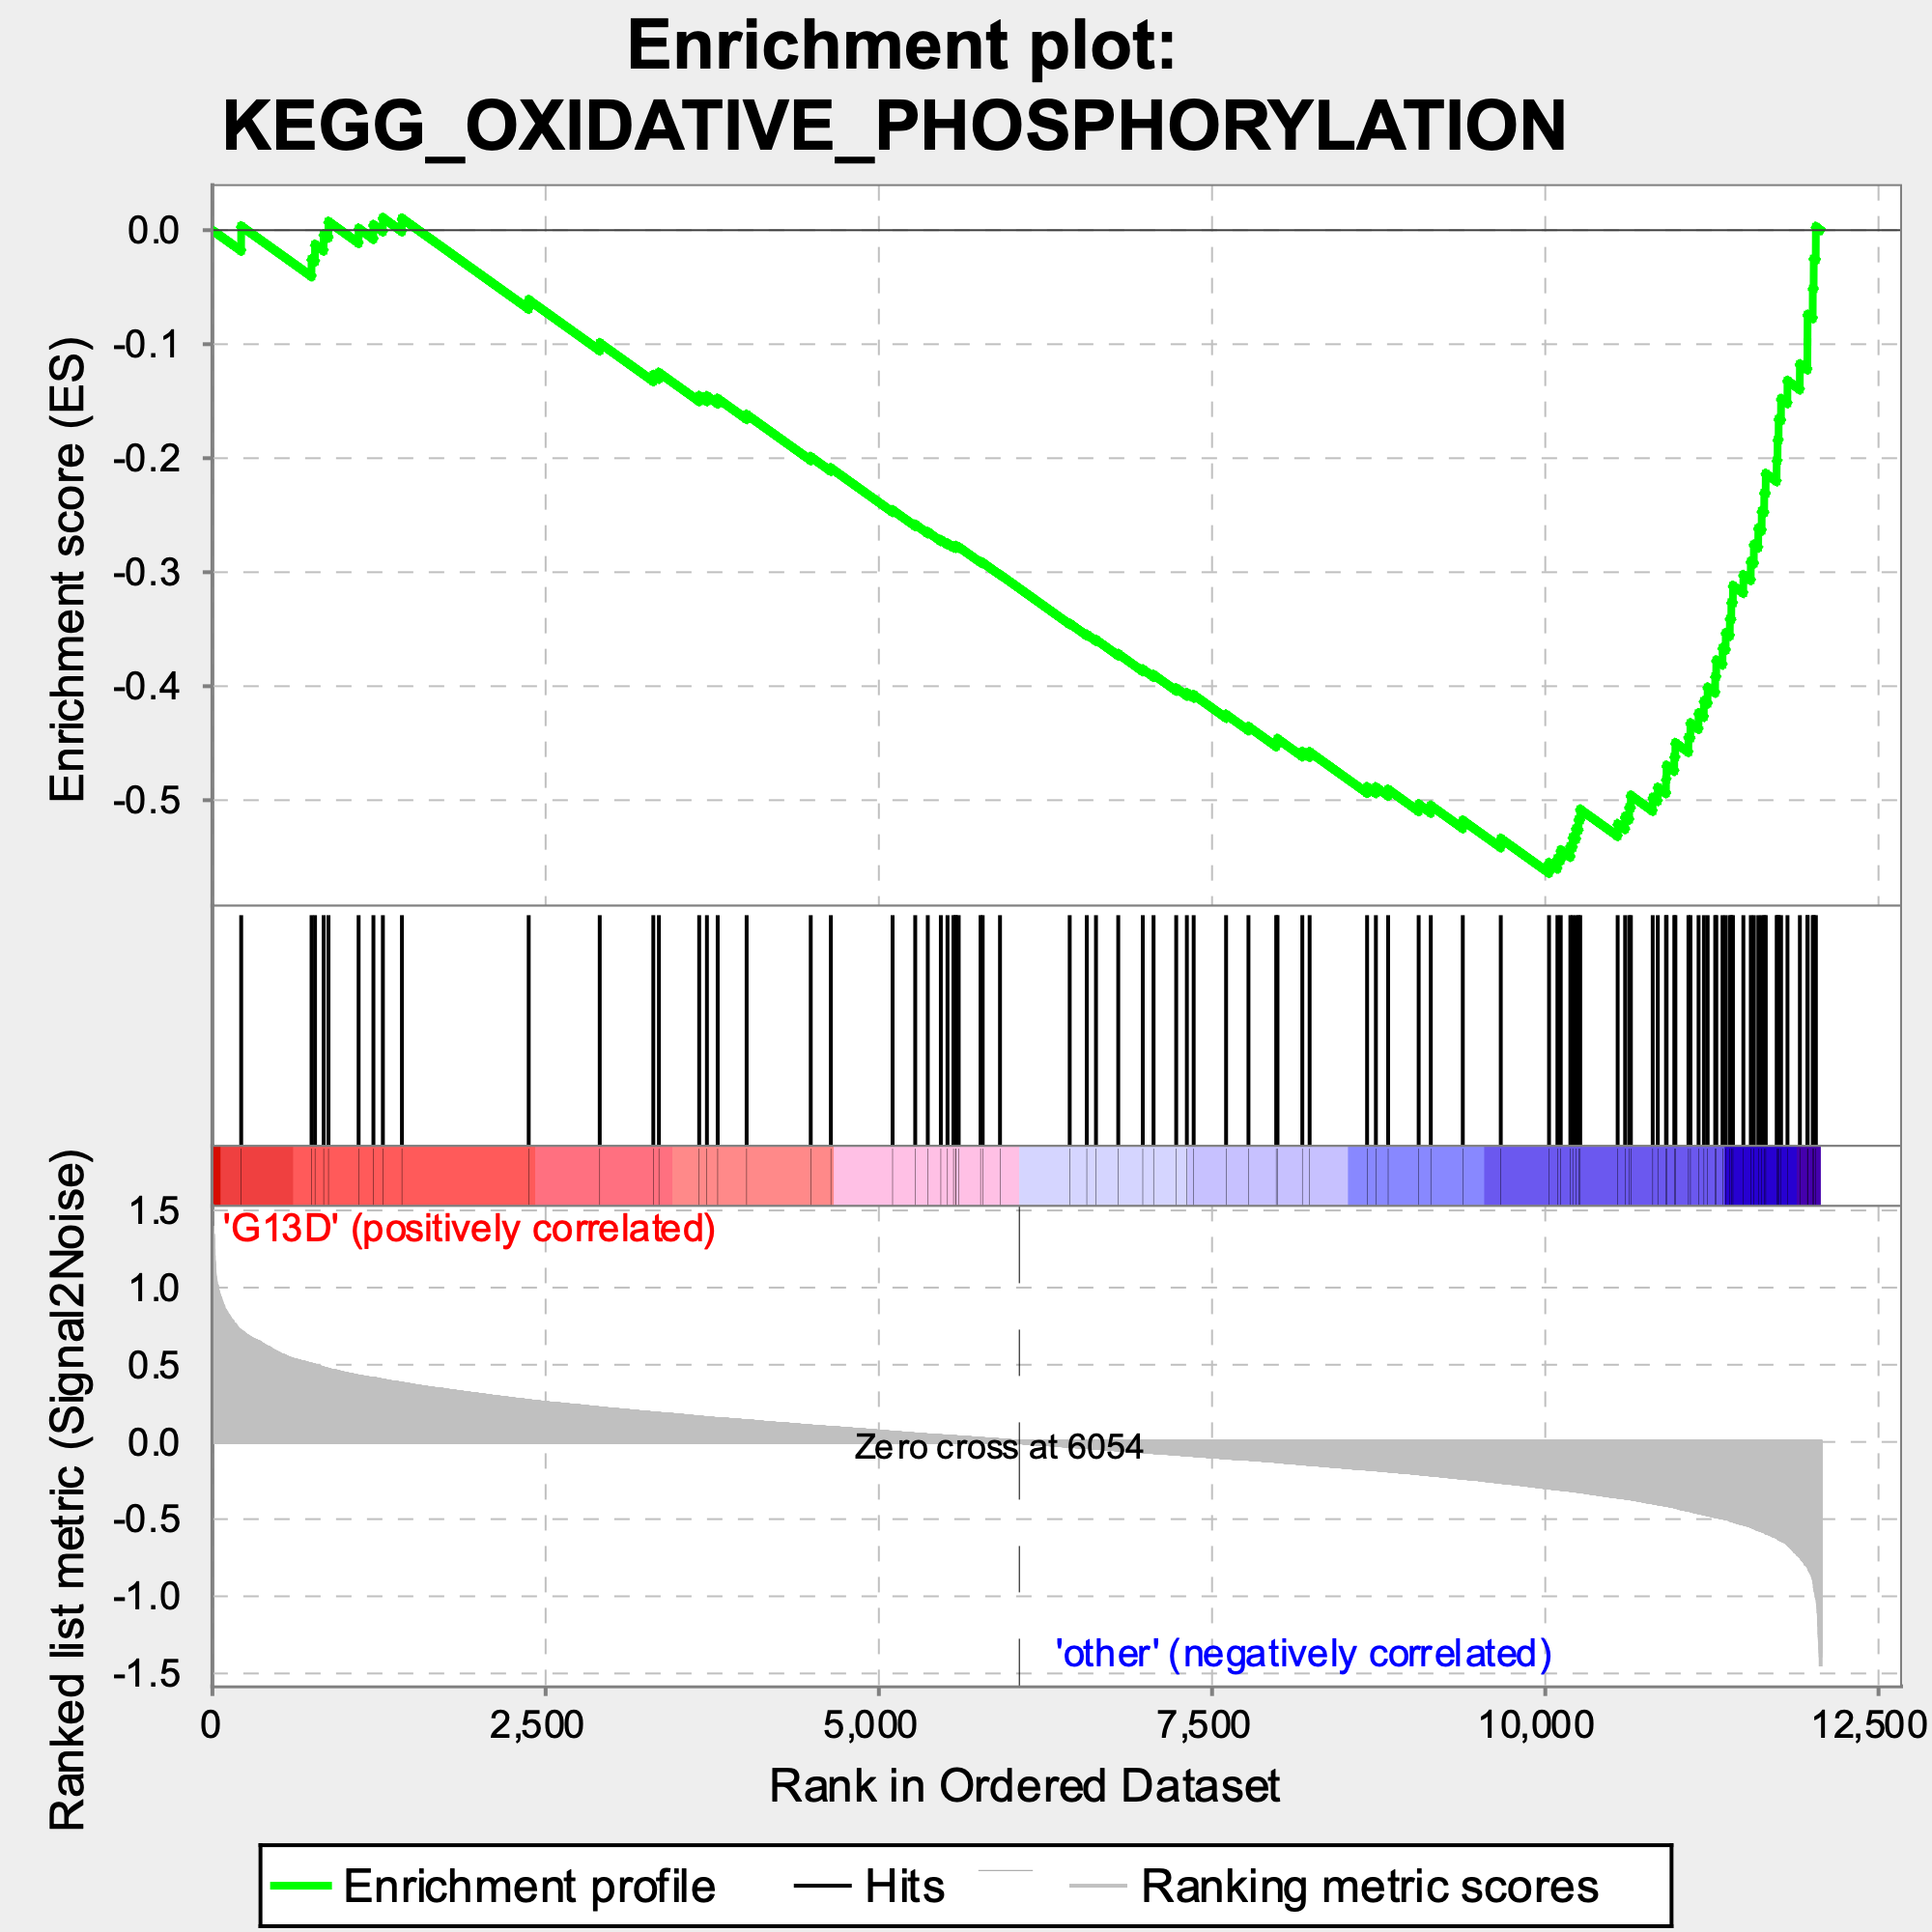 Enrichment plot:
KEGG_OXIDATIVE_PHOSPHORYLATION
Enrichment score (ES)
0.0
-0.1
-0.2
-0.3
-0.4
-0.5
Ranked list metric (Signal2Noise)
1.5
1.0
0.5
0.0
-0.5
-1.0
-1.5
'G13D' (positively correlated)
Zero cross at 6054
'other' (negatively correlated)
0 2,500 5,000 7,500 10,000 12,500
Rank in Ordered Dataset
Enrichment profile Hits Ranking metric scores